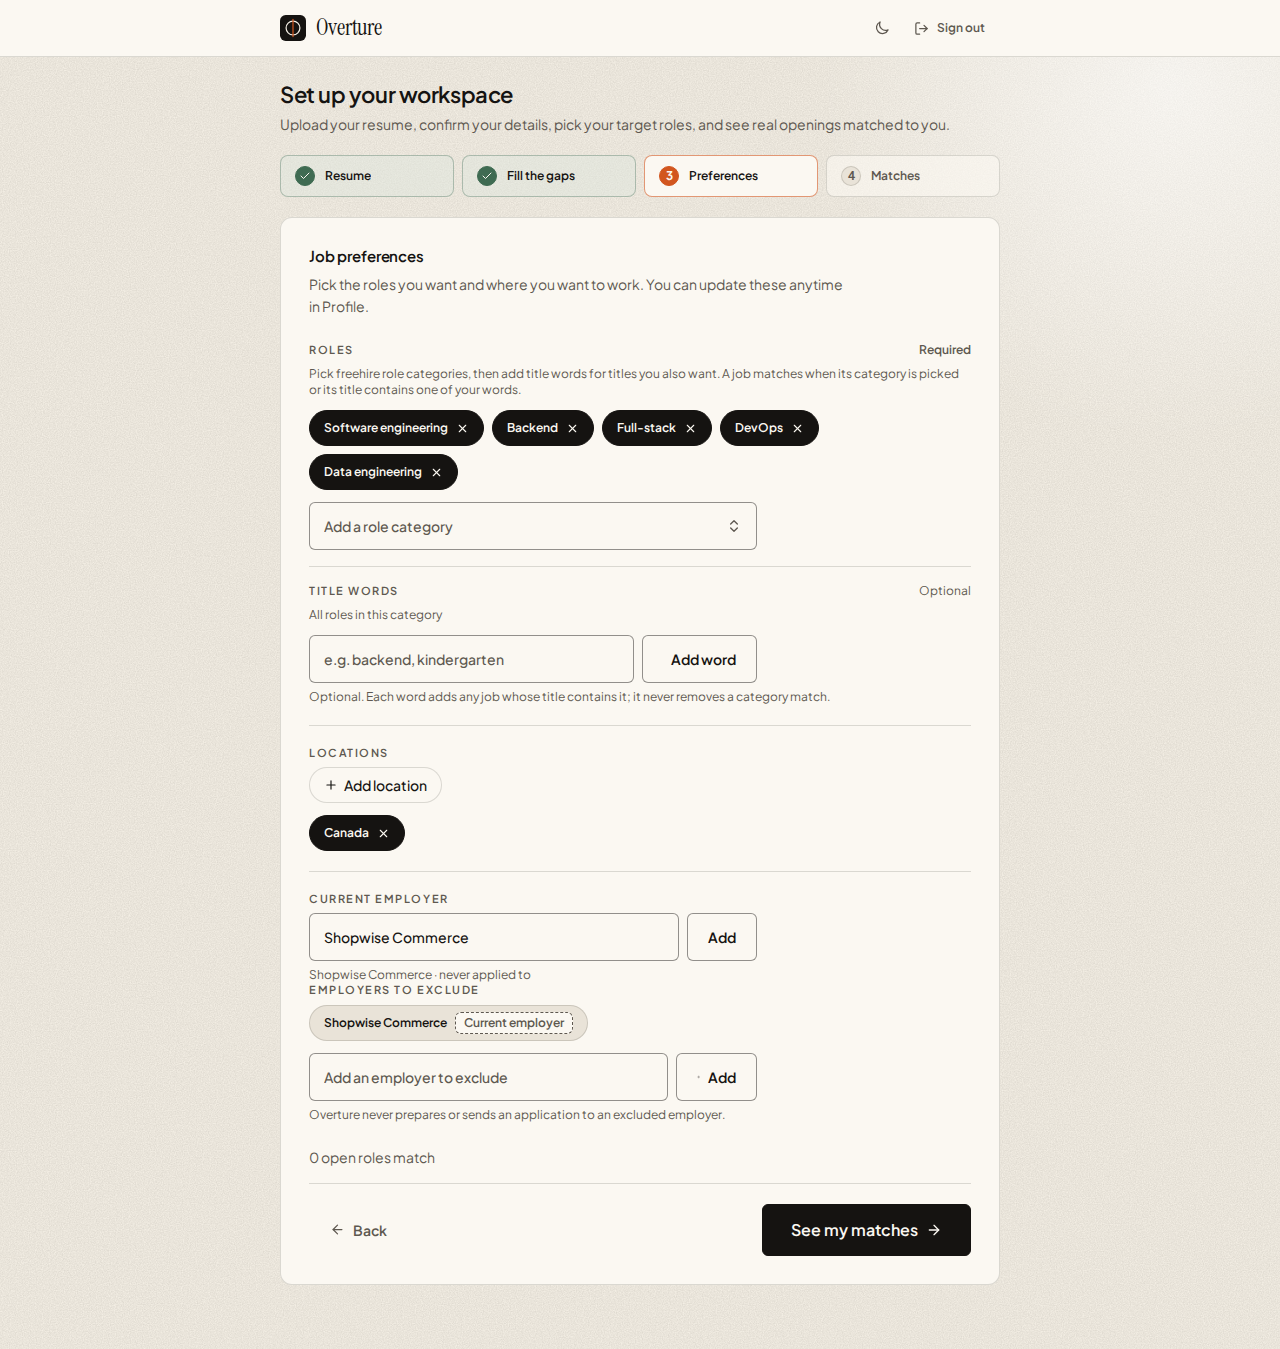 Overture
Sign out
Set up your workspace
Upload your resume, confirm your details, pick your target roles, and see real openings matched to you.
Resume
Fill the gaps
3 Preferences
4 Matches
Job preferences
Pick the roles you want and where you want to work. You can update these anytime
in Profile.
ROLES
Required
Pick freehire role categories, then add title words for titles you also want. A job matches when its category is picked
or its title contains one of your words.
Software engineering
Backend
Full-stack
DevOps
Data engineering
Add a role category
TITLE WORDS
Optional
All roles in this category
e.g. backend, kindergarten
Add word
Optional. Each word adds any job whose title contains it; it never removes a category match.
LOCATIONS
Add location
Canada
CURRENT EMPLOYER
Shopwise Commerce
Add
Shopwise Commerce · never applied to
EMPLOYERS TO EXCLUDE
Shopwise Commerce Current employer
Add an employer to exclude
Add
Overture never prepares or sends an application to an excluded employer.
0 open roles match
Back
See my matches